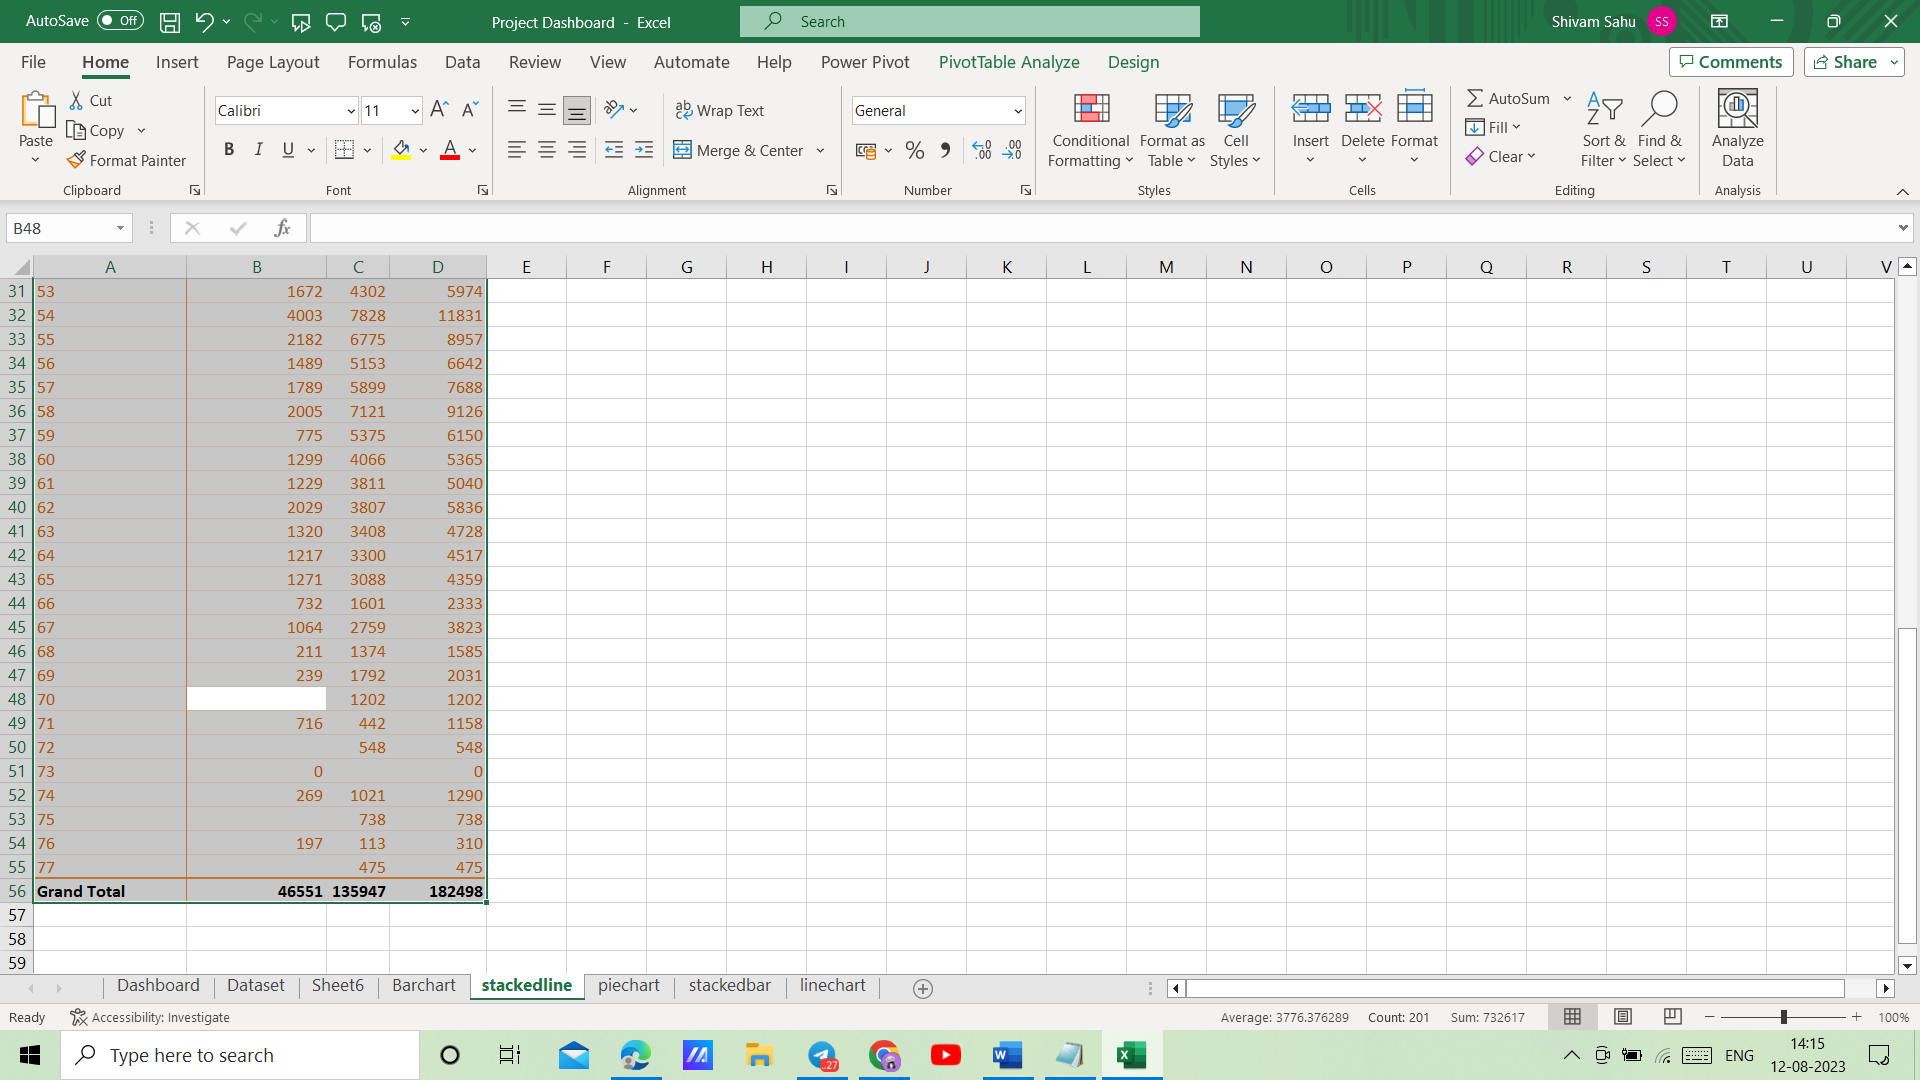 AutoSave Off Project Dashboard - Excel Search Shivam Sahu SS
File Home Insert Page Layout Formulas Data Review View Automate Help Power Pivot PivotTable Analyze Design Comments Share
Paste Cut Copy Format Painter Clipboard
Calibri 11 B I U A Font
Wrap Text Merge & Center Alignment
General % Number
Conditional Formatting Format as Table Cell Styles Styles
Insert Delete Format Cells
AutoSum Fill Clear Sort & Filter Find & Select Editing
Analyze Data Analysis
B48 fx
A B C D E F G H I J K L M N O P Q R S T U V
31 53 1672 4302 5974
32 54 4003 7828 11831
33 55 2182 6775 8957
34 56 1489 5153 6642
35 57 1789 5899 7688
36 58 2005 7121 9126
37 59 775 5375 6150
38 60 1299 4066 5365
39 61 1229 3811 5040
40 62 2029 3807 5836
41 63 1320 3408 4728
42 64 1217 3300 4517
43 65 1271 3088 4359
44 66 732 1601 2333
45 67 1064 2759 3823
46 68 211 1374 1585
47 69 239 1792 2031
48 70 1202 1202
49 71 716 442 1158
50 72 548 548
51 73 0 0
52 74 269 1021 1290
53 75 738 738
54 76 197 113 310
55 77 475 475
56 Grand Total 46551 135947 182498
57
58
59
Dashboard Dataset Sheet6 Barchart stackedline piechart stackedbar linechart
Ready Accessibility: Investigate Average: 3776.376289 Count: 201 Sum: 732617 100%
Type here to search 27 ENG 14:15
12-08-2023